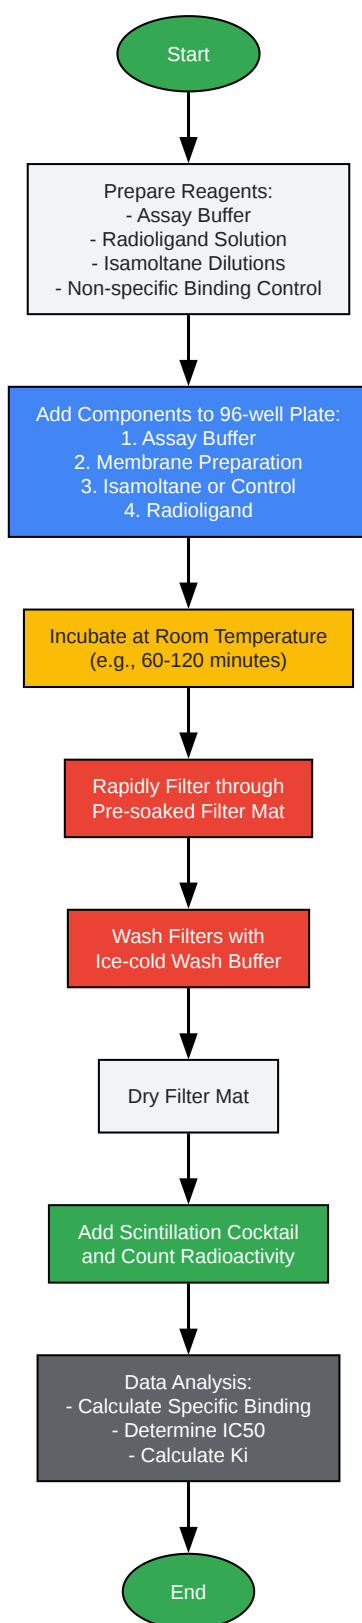 Start
Prepare Reagents:
- Assay Buffer
- Radioligand Solution
- Isamoltane Dilutions
- Non-specific Binding Control
Add Components to 96-well Plate:
1. Assay Buffer
2. Membrane Preparation
3. Isamoltane or Control
4. Radioligand
Incubate at Room Temperature
(e.g., 60-120 minutes)
Rapidly Filter through
Pre-soaked Filter Mat
Wash Filters with
Ice-cold Wash Buffer
Dry Filter Mat
Add Scintillation Cocktail
and Count Radioactivity
Data Analysis:
- Calculate Specific Binding
- Determine IC50
- Calculate Ki
End